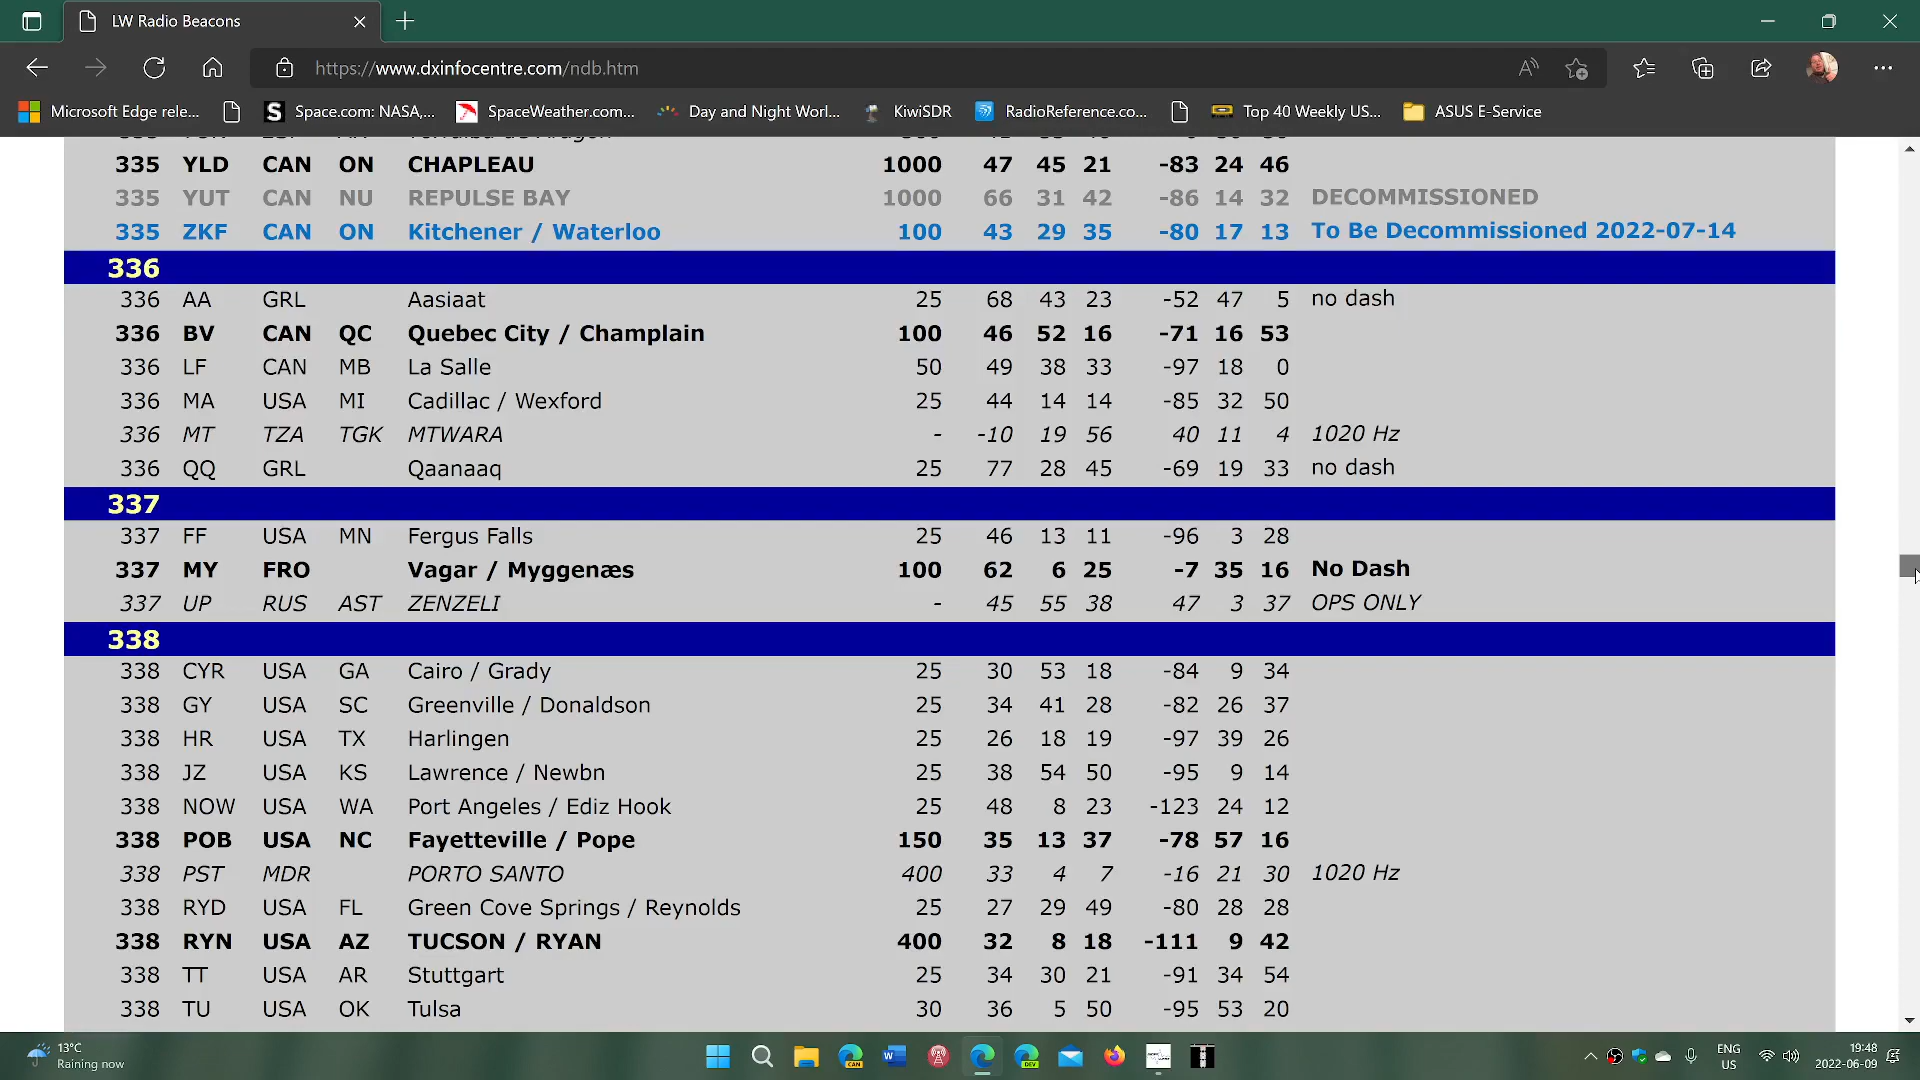 LW Radio Beacons
https://www.dxinfocentre.com/ndb.htm
Microsoft Edge rele... Space.com: NASA,... SpaceWeather.com... Day and Night Worl... KiwiSDR RadioReference.co... Top 40 Weekly US... ASUS E-Service
335 YLD CAN ON CHAPLEAU 1000 47 45 21 -83 24 46
335 YUT CAN NU REPULSE BAY 1000 66 31 42 -86 14 32 DECOMMISSIONED
335 ZKF CAN ON Kitchener / Waterloo 100 43 29 35 -80 17 13 To Be Decommissioned 2022-07-14
336
336 AA GRL Aasiaat 25 68 43 23 -52 47 5 no dash
336 BV CAN QC Quebec City / Champlain 100 46 52 16 -71 16 53
336 LF CAN MB La Salle 50 49 38 33 -97 18 0
336 MA USA MI Cadillac / Wexford 25 44 14 14 -85 32 50
336 MT TZA TGK MTWARA - -10 19 56 40 11 4 1020 Hz
336 QQ GRL Qaanaaq 25 77 28 45 -69 19 33 no dash
337
337 FF USA MN Fergus Falls 25 46 13 11 -96 3 28
337 MY FRO Vagar / Myggenæs 100 62 6 25 -7 35 16 No Dash
337 UP RUS AST ZENZELI - 45 55 38 47 3 37 OPS ONLY
338
338 CYR USA GA Cairo / Grady 25 30 53 18 -84 9 34
338 GY USA SC Greenville / Donaldson 25 34 41 28 -82 26 37
338 HR USA TX Harlingen 25 26 18 19 -97 39 26
338 JZ USA KS Lawrence / Newbn 25 38 54 50 -95 9 14
338 NOW USA WA Port Angeles / Ediz Hook 25 48 8 23 -123 24 12
338 POB USA NC Fayetteville / Pope 150 35 13 37 -78 57 16
338 PST MDR PORTO SANTO 400 33 4 7 -16 21 30 1020 Hz
338 RYD USA FL Green Cove Springs / Reynolds 25 27 29 49 -80 28 28
338 RYN USA AZ TUCSON / RYAN 400 32 8 18 -111 9 42
338 TT USA AR Stuttgart 25 34 30 21 -91 34 54
338 TU USA OK Tulsa 30 36 5 50 -95 53 20
13°C
Raining now
ENG
US
19:48
2022-06-09